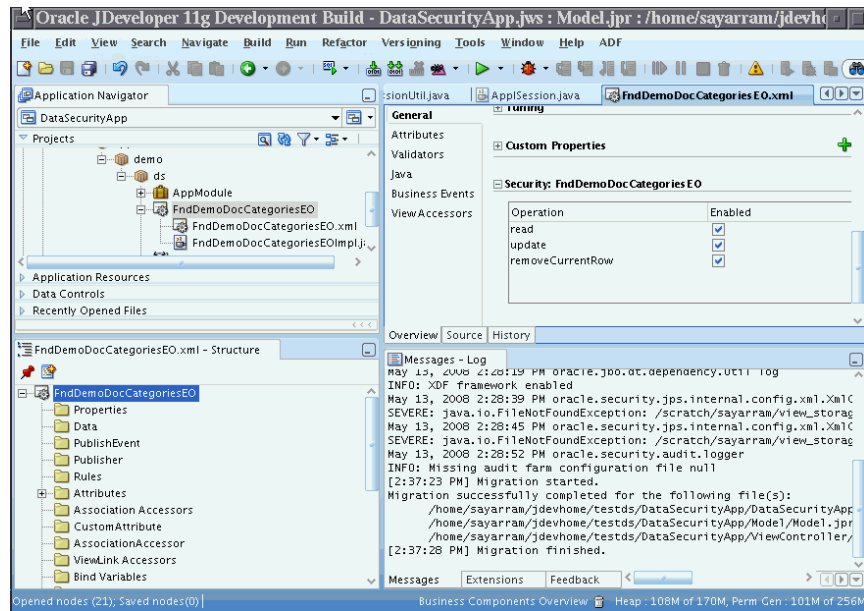 Oracle JDeveloper 11g Development Build - DataSecurityApp.jws : Model.jpr : /home/sayarram/jdevho
File Edit View Search Navigate Build Run Refactor Versioning Tools Window Help ADF
Application Navigator
DataSecurityApp
Projects
demo
ds
AppModule
FndDemoDocCategoriesEO
FndDemoDocCategoriesEO.xml
FndDemoDocCategoriesEOImpl.ja
Application Resources
Data Controls
Recently Opened Files
sionUtil.java
ApplSession.java
FndDemoDocCategoriesEO.xml
General
Attributes
Validators
Java
Business Events
View Accessors
Tuning
Custom Properties
Security: FndDemoDocCategoriesEO
Operation Enabled
read
update
removeCurrentRow
Overview Source History
FndDemoDocCategoriesEO.xml - Structure
FndDemoDocCategoriesEO
Properties
Data
PublishEvent
Publisher
Rules
Attributes
Association Accessors
CustomAttribute
AssociationAccessor
ViewLink Accessors
Bind Variables
Messages - Log
May 13, 2008 2:28:19 PM oracle.jbo.dt.dependency.Util log
INFO: XDF framework enabled
May 13, 2008 2:28:39 PM oracle.security.jps.internal.config.xml.XmlC
SEVERE: java.io.FileNotFoundException: /scratch/sayarram/view_storag
May 13, 2008 2:28:45 PM oracle.security.jps.internal.config.xml.XmlC
SEVERE: java.io.FileNotFoundException: /scratch/sayarram/view_storag
May 13, 2008 2:28:52 PM oracle.security.audit.logger
INFO: Missing audit farm configuration file null
[2:37:23 PM] Migration started.
Migration successfully completed for the following file(s):
/home/sayarram/jdevhome/testds/DataSecurityApp/DataSecurityApp
/home/sayarram/jdevhome/testds/DataSecurityApp/Model/Model.jpr
/home/sayarram/jdevhome/testds/DataSecurityApp/ViewController/
[2:37:28 PM] Migration finished.
Messages Extensions Feedback
Opened nodes (21); Saved nodes(0)
Business Components Overview Heap : 108M of 170M, Perm Gen : 101M of 256M